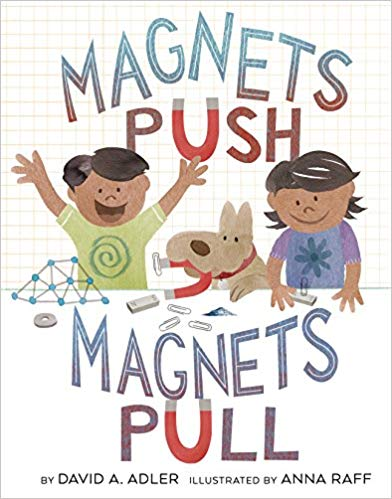 MAGNETS
PUSH
MAGNETS
PULL
BY DAVID A. ADLER ILLUSTRATED BY ANNA RAFF